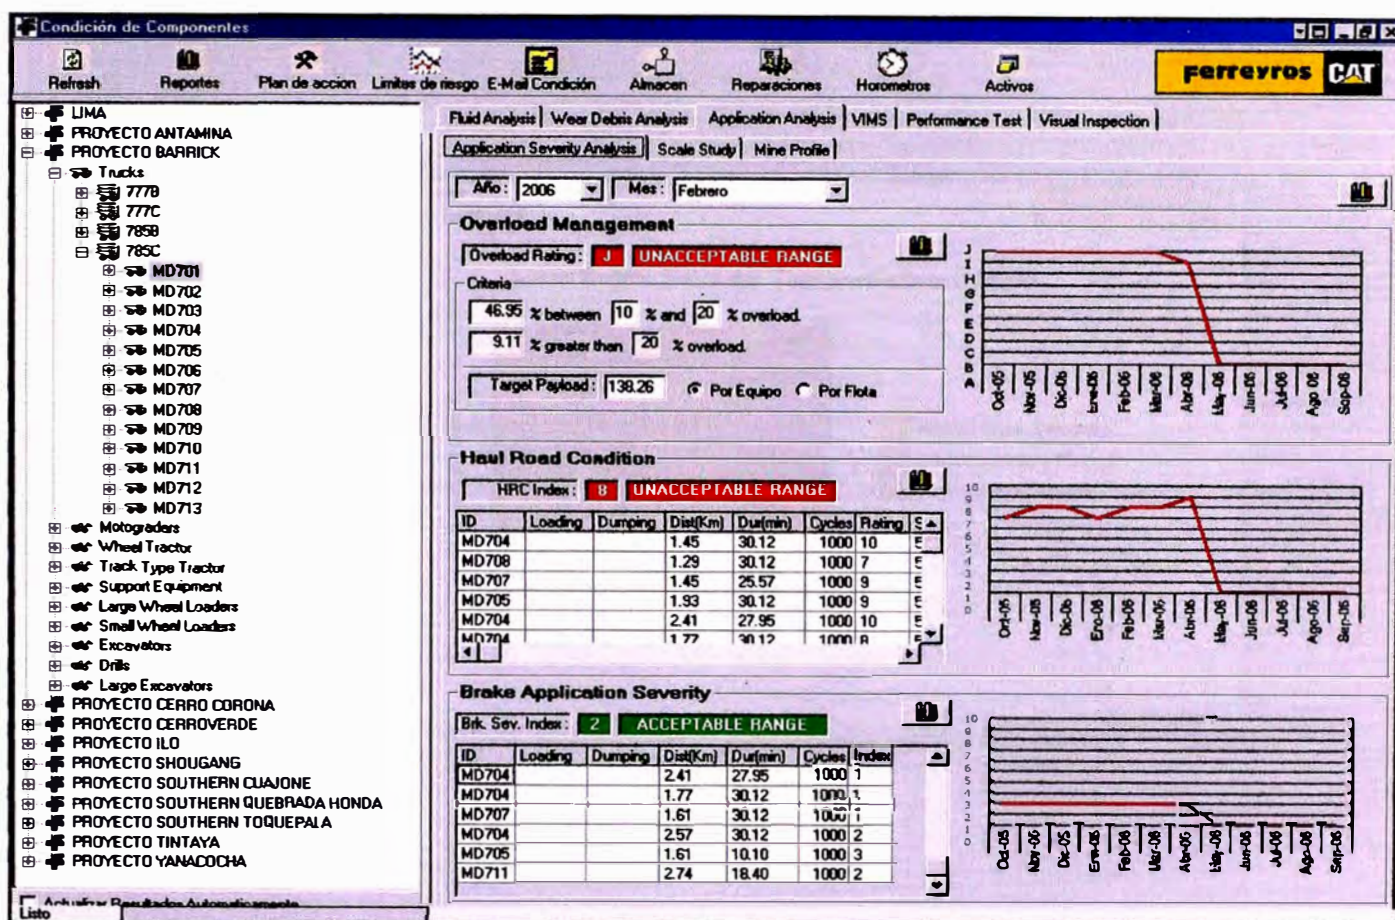 Condición de Componentes
Refresh Reportes Plan de accion Limites de riesgo E-Mail Condición Almacen Reparaciones Horometros Activos
Ferreyros CAT
LIMA
PROYECTO ANTAMINA
PROYECTO BARRICK
Trucks
777B
777C
785B
785C
MD701
MD702
MD703
MD704
MD705
MD706
MD707
MD708
MD709
MD710
MD711
MD712
MD713
Motograders
Wheel Tractor
Track Type Tractor
Support Equipment
Large Wheel Loaders
Small Wheel Loaders
Excavators
Drills
Large Excavators
PROYECTO CERRO CORONA
PROYECTO CERROVERDE
PROYECTO ILO
PROYECTO SHOUGANG
PROYECTO SOUTHERN CUAJONE
PROYECTO SOUTHERN QUEBRADA HONDA
PROYECTO SOUTHERN TOQUEPALA
PROYECTO TINTAYA
PROYECTO YANACOCHA
Actualizar Resultados Automaticamente
Listo
Fluid Analysis Wear Debris Analysis Application Analysis VIMS Performance Test Visual Inspection
Application Severity Analysis Scale Study Mine Profile
Año: 2006 Mes: Febrero
Overload Management
Overload Rating: J UNACCEPTABLE RANGE
Criteria
46.95 % between 10 % and 20 % overload.
9.11 % greater than 20 % overload.
Target Payload: 138.26 Por Equipo Por Flota
J
I
H
G
F
E
D
C
B
A
Oct-05 Nov-05 Dic-05 Ene-06 Feb-06 Mar-06 Abr-06 May-06 Jun-06 Jul-06 Ago-06 Sep-06
Haul Road Condition
HRC Index: 8 UNACCEPTABLE RANGE
ID Loading Dumping Dist(Km) Dur(min) Cycles Rating S
MD704 1.45 30.12 1000 10
MD708 1.29 30.12 1000 7
MD707 1.45 25.57 1000 9
MD705 1.93 30.12 1000 9
MD704 2.41 27.95 1000 10
MD704 1.77 30.12 1000 8
10
9
8
7
6
5
4
3
2
1
0
Oct-05 Nov-05 Dic-05 Ene-06 Feb-06 Mar-06 Abr-06 May-06 Jun-06 Jul-06 Ago-06 Sep-06
Brake Application Severity
Brk. Sev. Index: 2 ACCEPTABLE RANGE
ID Loading Dumping Dist(Km) Dur(min) Cycles Index
MD704 2.41 27.95 1000 1
MD704 1.77 30.12 1000 1
MD707 1.61 30.12 1000 1
MD704 2.57 30.12 1000 2
MD705 1.61 10.10 1000 3
MD711 2.74 18.40 1000 2
10
9
8
7
6
5
4
3
2
1
0
Oct-05 Nov-05 Dic-05 Ene-06 Feb-06 Mar-06 Abr-06 May-06 Jun-06 Jul-06 Ago-06 Sep-06